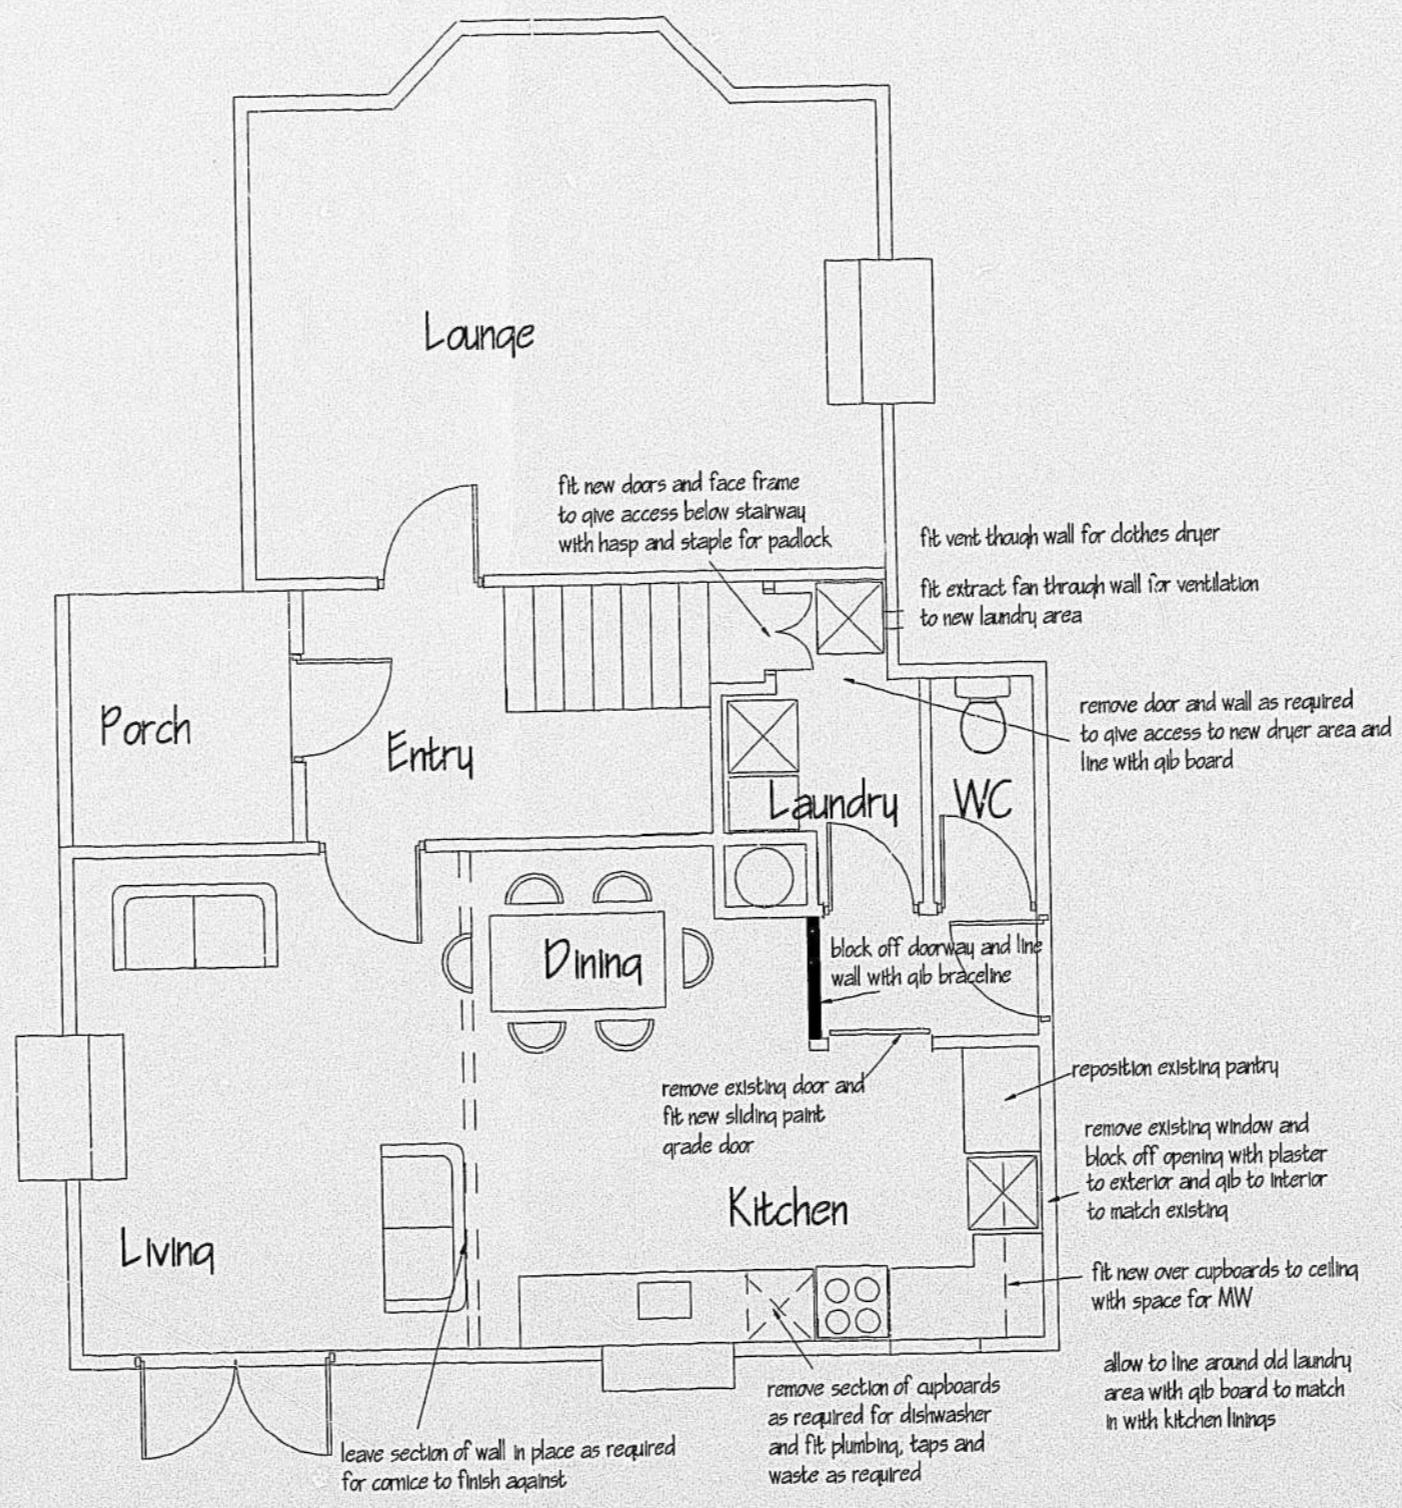 Lounge
fit new doors and face frame
to give access below stairway
with hasp and staple for padlock
fit vent though wall for clothes dryer
fit extract fan through wall for ventilation
to new laundry area
remove door and wall as required
to give access to new dryer area and
line with gib board
Porch
Entry
Laundry
WC
Dining
block off doorway and line
wall with gib braceline
remove existing door and
fit new sliding paint
grade door
reposition existing pantry
remove existing window and
block off opening with plaster
to exterior and gib to interior
to match existing
Kitchen
Living
fit new over cupboards to ceiling
with space for MW
allow to line around old laundry
area with gib board to match
in with kitchen linings
remove section of cupboards
as required for dishwasher
and fit plumbing, taps and
waste as required
leave section of wall in place as required
for cornice to finish against